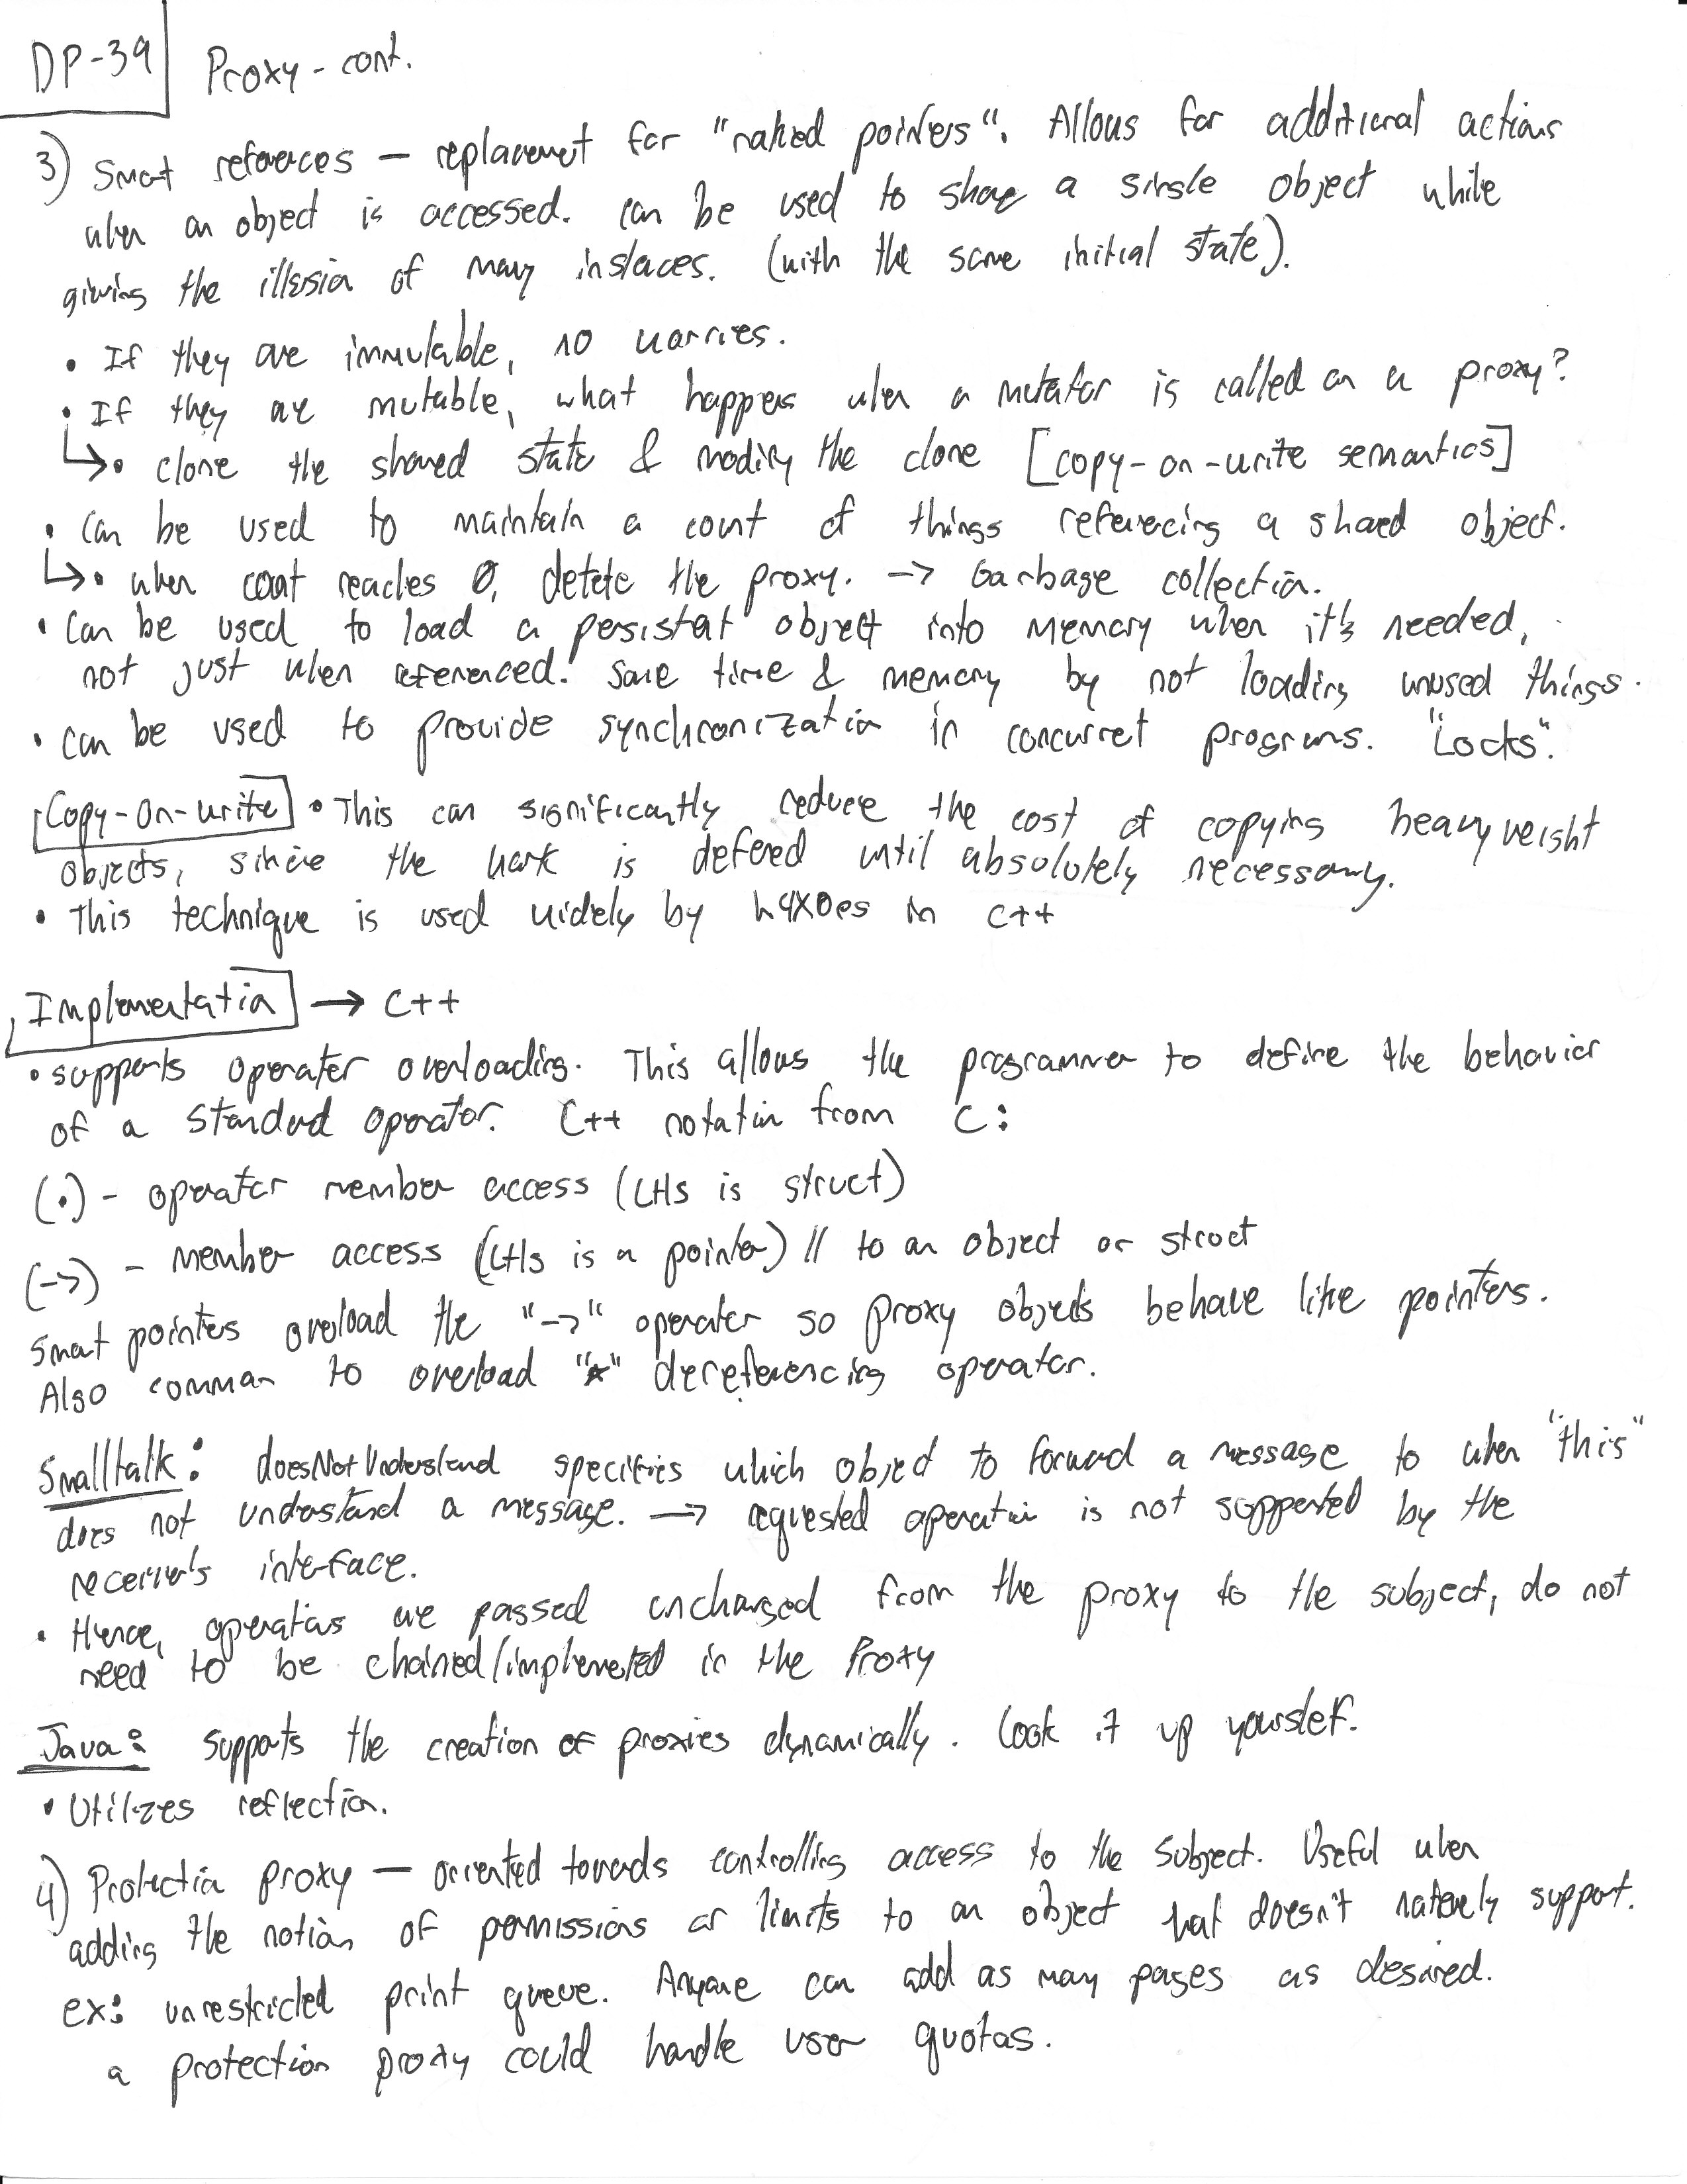 DP-39 Proxy - cont.
3) Smart references — replacement for "naked pointers". Allows for additional actions
when an object is accessed. can be used to share a single object while
giving the illusion of many instances. (with the same initial state).
• If they are immutable, no worries.
• If they are mutable, what happens when a mutator is called on a proxy?
↳• clone the shared state & modify the clone [copy-on-write semantics]
• Can be used to maintain a count of things referencing a shared object.
↳• when count reaches 0, delete the proxy. -> Garbage collection.
• Can be used to load a persistent object into memory when it's needed,
not just when referenced. Save time & memory by not loading unused things.
• Can be used to provide synchronization in concurrent programs. "Locks".
Copy-on-write • This can significantly reduce the cost of copying heavyweight
objects, since the work is defered until absolutely necessary.
• This technique is used widely by h4x0es in C++
Implementation → C++
• supports operater overloading. This allows the programmer to define the behavior
of a standard operator. C++ notation from C:
(.) - operator member access (LHS is struct)
(->) - member access (LHS is a pointer) // to an object or struct
Smart pointers overload the "->" operater so proxy objects behave like pointers.
Also common to overload "*" dereferencing operator.
Smalltalk: doesNotUnderstand specifies which object to forward a message to when "this"
does not understand a message. → requested operation is not supported by the
receiver's interface.
• Hence, operations are passed unchanged from the proxy to the subject, do not
need to be chained/implemented in the Proxy
Java: supports the creation of proxies dynamically. Look it up yourslef.
• Utilizes reflection.
4) Protection proxy — oriented towards controlling access to the subject. Useful when
adding the notion of permissions or limits to an object that doesn't natively support.
ex: unrestricted print queue. Anyone can add as many pages as desired.
a protection proxy could handle user quotas.